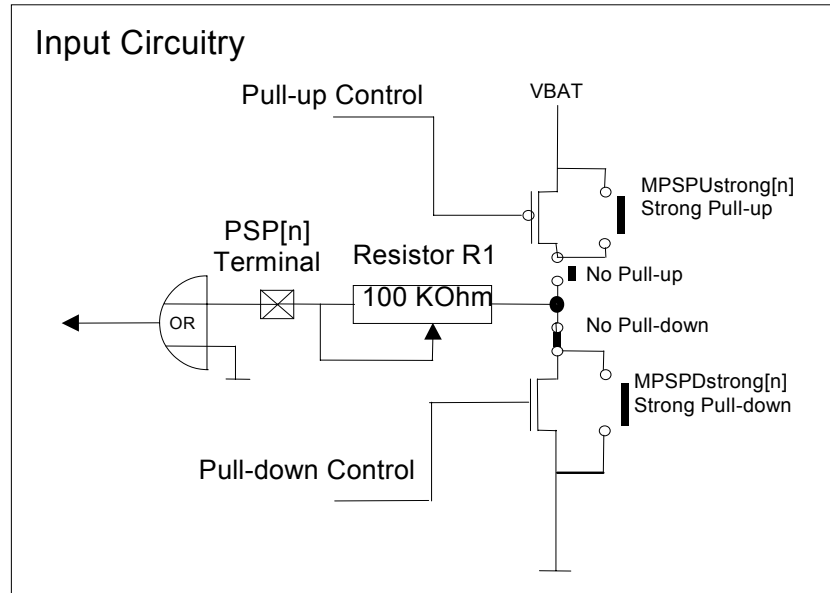 Input Circuitry
Pull-up Control
VBAT
MPSPUstrong[n]
Strong Pull-up
PSP[n]
Terminal
Resistor R1
100 KOhm
No Pull-up
OR
No Pull-down
MPSPDstrong[n]
Strong Pull-down
Pull-down Control